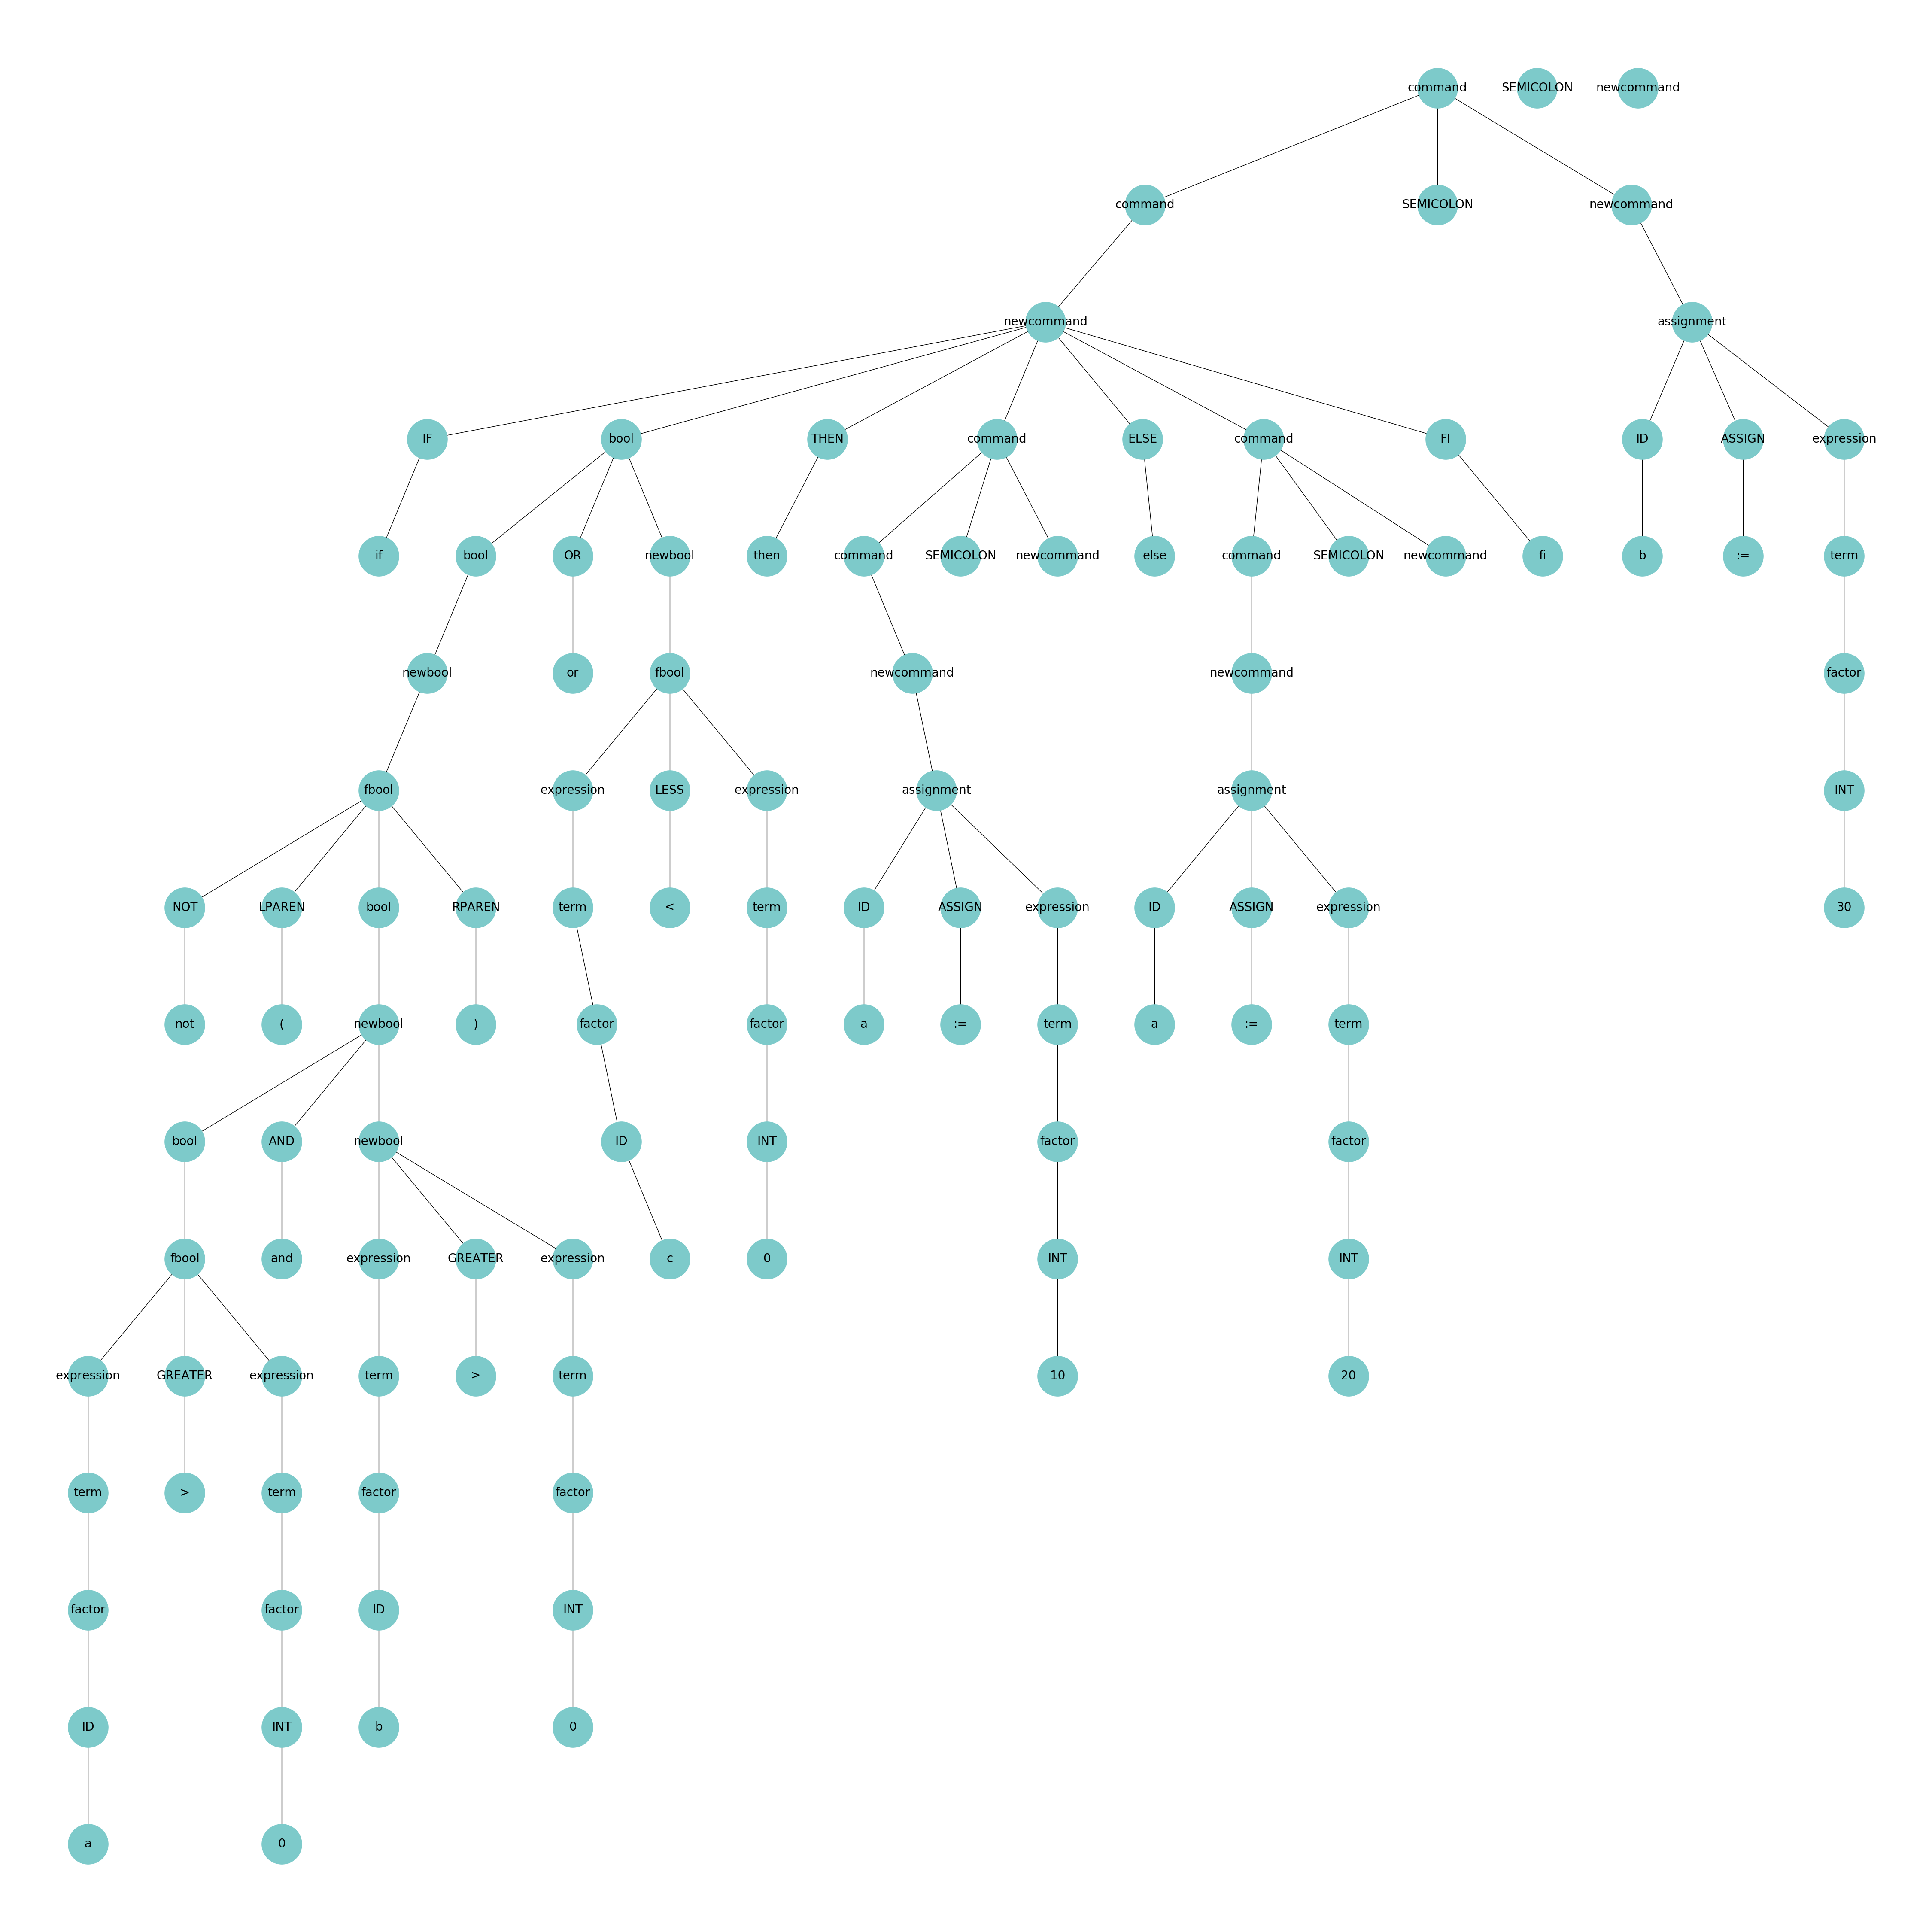 command SEMICOLON newcommand
command SEMICOLON newcommand
newcommand assignment
IF bool THEN command ELSE command FI ID ASSIGN expression
if bool OR newbool then command SEMICOLON newcommand else command SEMICOLON newcommand fi b := term
newbool or fbool newcommand newcommand factor
fbool expression LESS expression assignment assignment INT
NOT LPAREN bool RPAREN term < term ID ASSIGN expression ID ASSIGN expression 30
not ( newbool ) factor factor a := term a := term
bool AND newbool ID INT factor factor
fbool and expression GREATER expression c 0 INT INT
expression GREATER expression term > term 10 20
term > term factor factor
factor factor ID INT
ID INT b 0
a 0